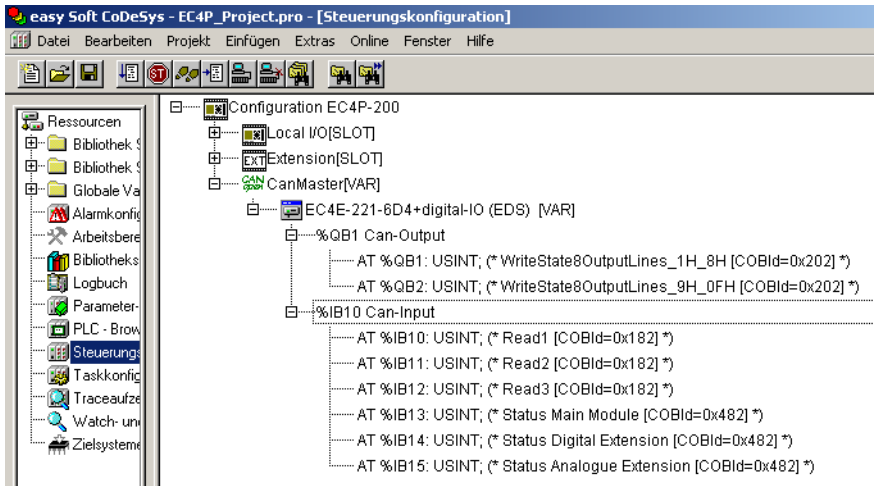 easy Soft CoDeSys - EC4P_Project.pro - [Steuerungskonfiguration]
Datei Bearbeiten Projekt Einfügen Extras Online Fenster Hilfe
Ressourcen
Bibliothek S
Bibliothek S
Globale Va
Alarmkonfig
Arbeitsbere
Bibliotheks
Logbuch
Parameter-
PLC - Brow
Steuerungs
Taskkonfig
Traceaufze
Watch- und
Zielsysteme
Configuration EC4P-200
Local I/O[SLOT]
EXT Extension[SLOT]
CAN open CanMaster[VAR]
EC4E-221-6D4+digital-IO (EDS) [VAR]
%QB1 Can-Output
AT %QB1: USINT; (* WriteState8OutputLines_1H_8H [COBId=0x202] *)
AT %QB2: USINT; (* WriteState8OutputLines_9H_0FH [COBId=0x202] *)
%IB10 Can-Input
AT %IB10: USINT; (* Read1 [COBId=0x182] *)
AT %IB11: USINT; (* Read2 [COBId=0x182] *)
AT %IB12: USINT; (* Read3 [COBId=0x182] *)
AT %IB13: USINT; (* Status Main Module [COBId=0x482] *)
AT %IB14: USINT; (* Status Digital Extension [COBId=0x482] *)
AT %IB15: USINT; (* Status Analogue Extension [COBId=0x482] *)